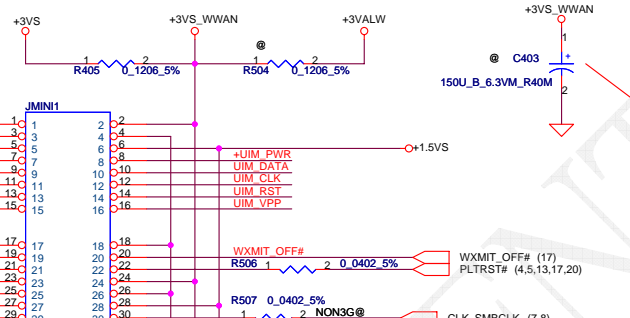 +3VS +3VS_WWAN +3VALW +3VS_WWAN
1 2 @ 1 2 1
R405 0_1206_5% R504 0_1206_5%
@ C403 +
150U_B_6.3VM_R40M
2
JMINI1
1 1 2 2
3 3 4 4
5 5 6 6 +1.5VS
7 7 8 8 +UIM_PWR
9 9 10 10 UIM_DATA
11 11 12 12 UIM_CLK
13 13 14 14 UIM_RST
15 15 16 16 UIM_VPP
17 17 18 18
19 19 20 20 WXMIT_OFF# WXMIT_OFF# (17)
21 21 22 22 R506 1 2 0_0402_5% PLTRST# (4,5,13,17,20)
23 23 24 24
25 25 26 26
27 27 28 28 R507 0_0402_5%
29 29 30 30 1 2 NON3G@ CLK_SMBCLK (7,8)